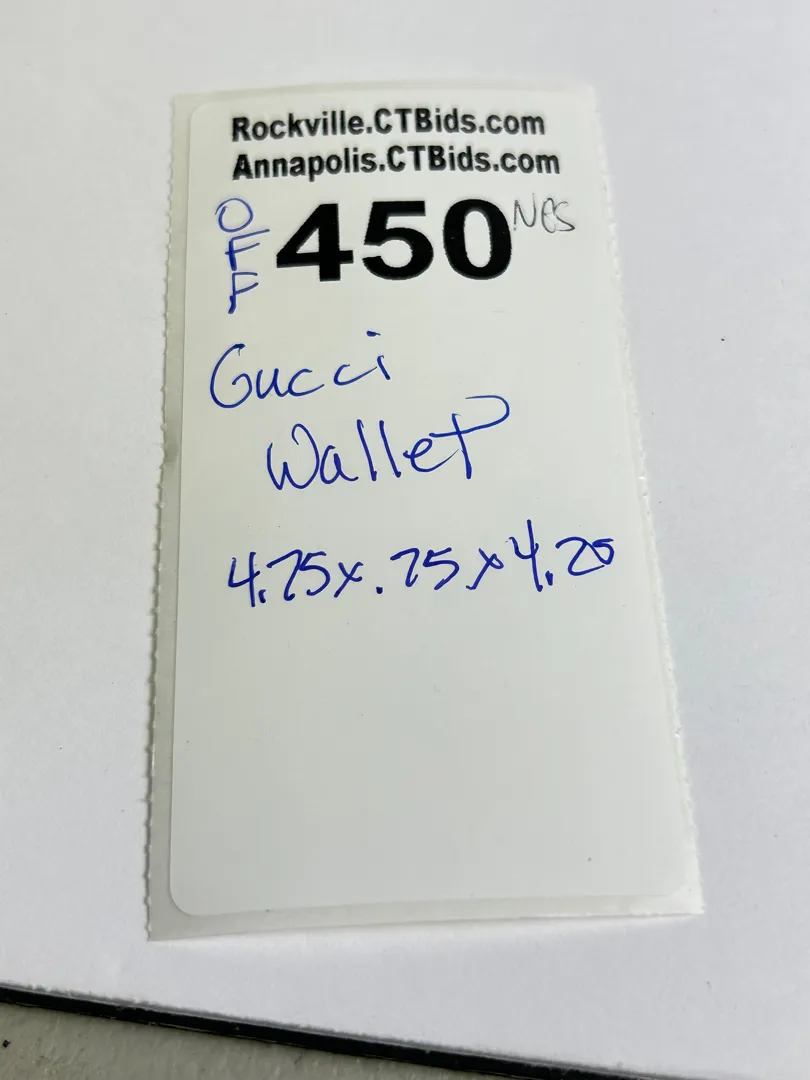 Rockville.CTBids.com
Annapolis.CTBids.com
OFF 450 NES
Gucci
Wallet
4.75x.75x4.20